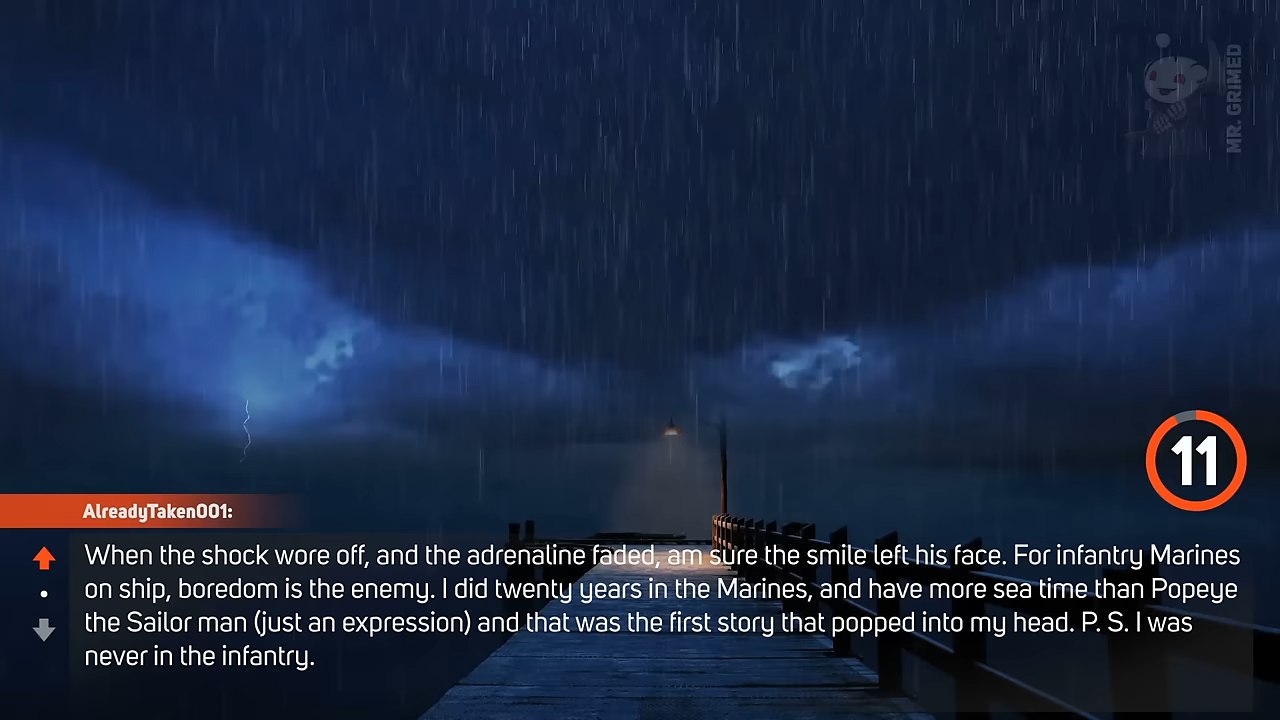 MR. GRIMED
11
AlreadyTaken001:
When the shock wore off, and the adrenaline faded, am sure the smile left his face. For infantry Marines
on ship, boredom is the enemy. I did twenty years in the Marines, and have more sea time than Popeye
the Sailor man (just an expression) and that was the first story that popped into my head. P. S. I was
never in the infantry.